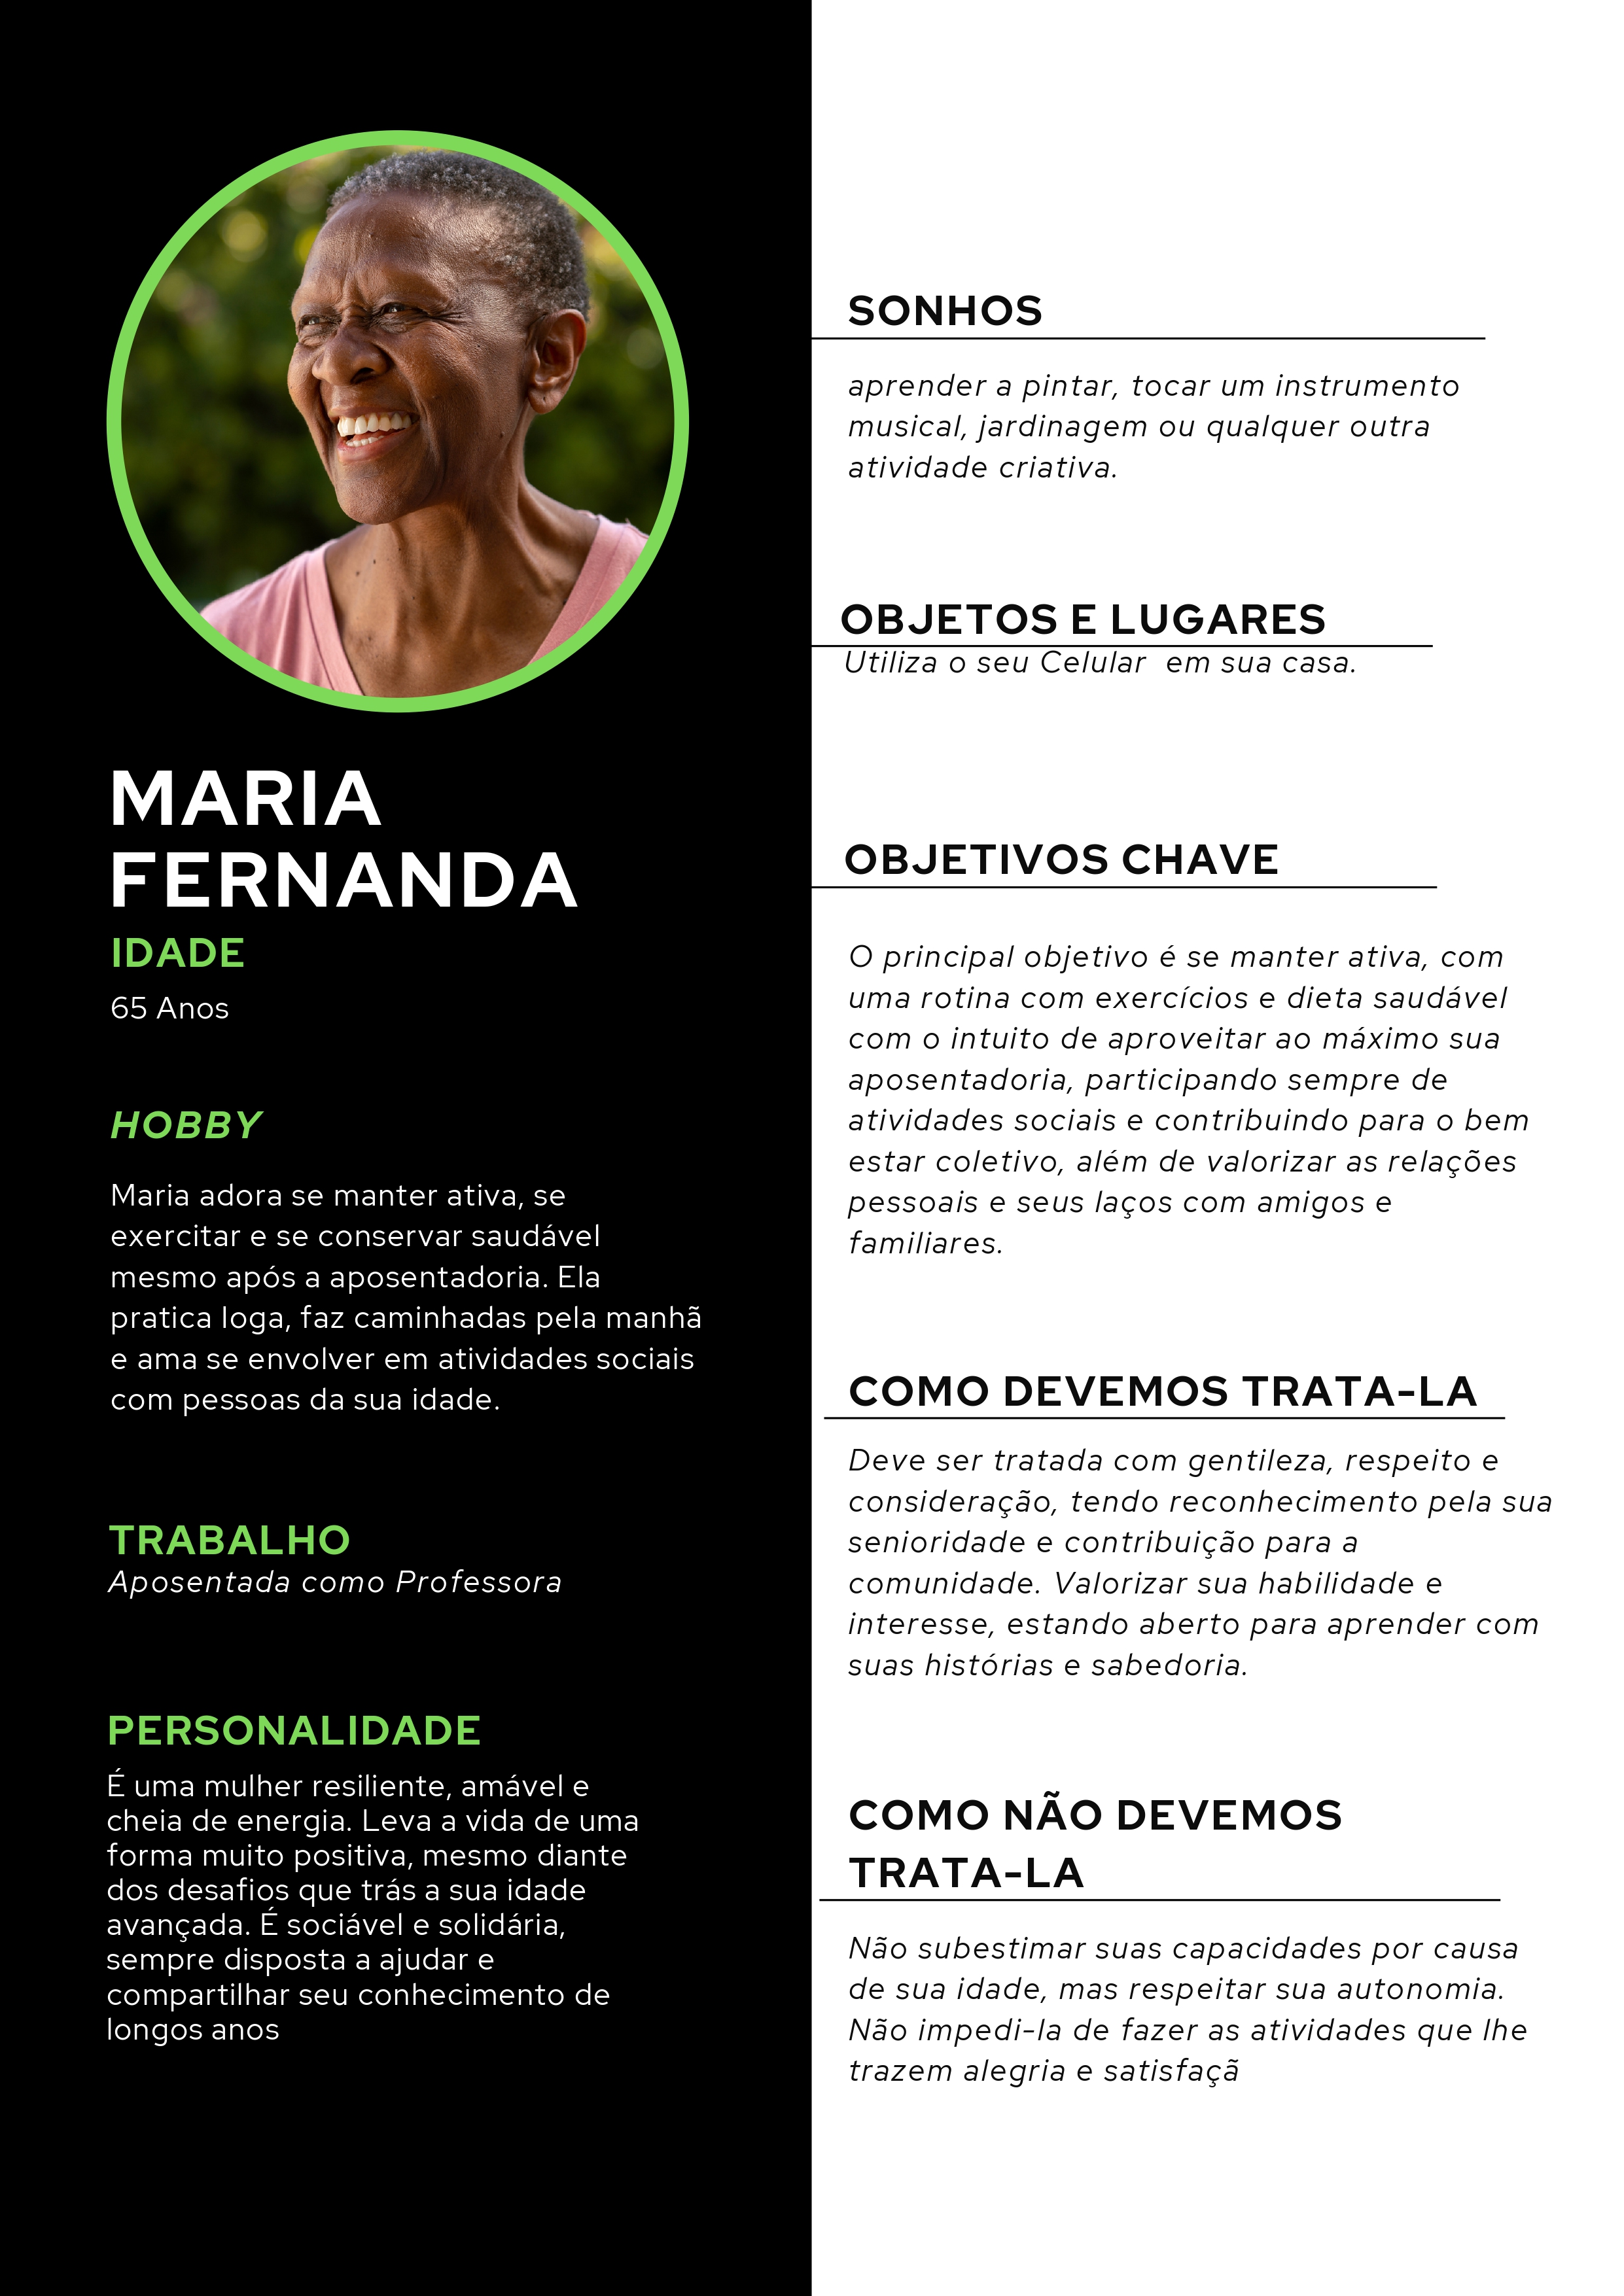 MARIA
FERNANDA
IDADE
65 Anos
HOBBY
Maria adora se manter ativa, se
exercitar e se conservar saudável
mesmo após a aposentadoria. Ela
pratica Ioga, faz caminhadas pela manhã
e ama se envolver em atividades sociais
com pessoas da sua idade.
TRABALHO
Aposentada como Professora
PERSONALIDADE
É uma mulher resiliente, amável e
cheia de energia. Leva a vida de uma
forma muito positiva, mesmo diante
dos desafios que trás a sua idade
avançada. É sociável e solidária,
sempre disposta a ajudar e
compartilhar seu conhecimento de
longos anos
SONHOS
aprender a pintar, tocar um instrumento
musical, jardinagem ou qualquer outra
atividade criativa.
OBJETOS E LUGARES
Utiliza o seu Celular  em sua casa.
OBJETIVOS CHAVE
O principal objetivo é se manter ativa, com
uma rotina com exercícios e dieta saudável
com o intuito de aproveitar ao máximo sua
aposentadoria, participando sempre de
atividades sociais e contribuindo para o bem
estar coletivo, além de valorizar as relações
pessoais e seus laços com amigos e
familiares.
COMO DEVEMOS TRATA-LA
Deve ser tratada com gentileza, respeito e
consideração, tendo reconhecimento pela sua
senioridade e contribuição para a
comunidade. Valorizar sua habilidade e
interesse, estando aberto para aprender com
suas histórias e sabedoria.
COMO NÃO DEVEMOS
TRATA-LA
Não subestimar suas capacidades por causa
de sua idade, mas respeitar sua autonomia.
Não impedi-la de fazer as atividades que lhe
trazem alegria e satisfaçã